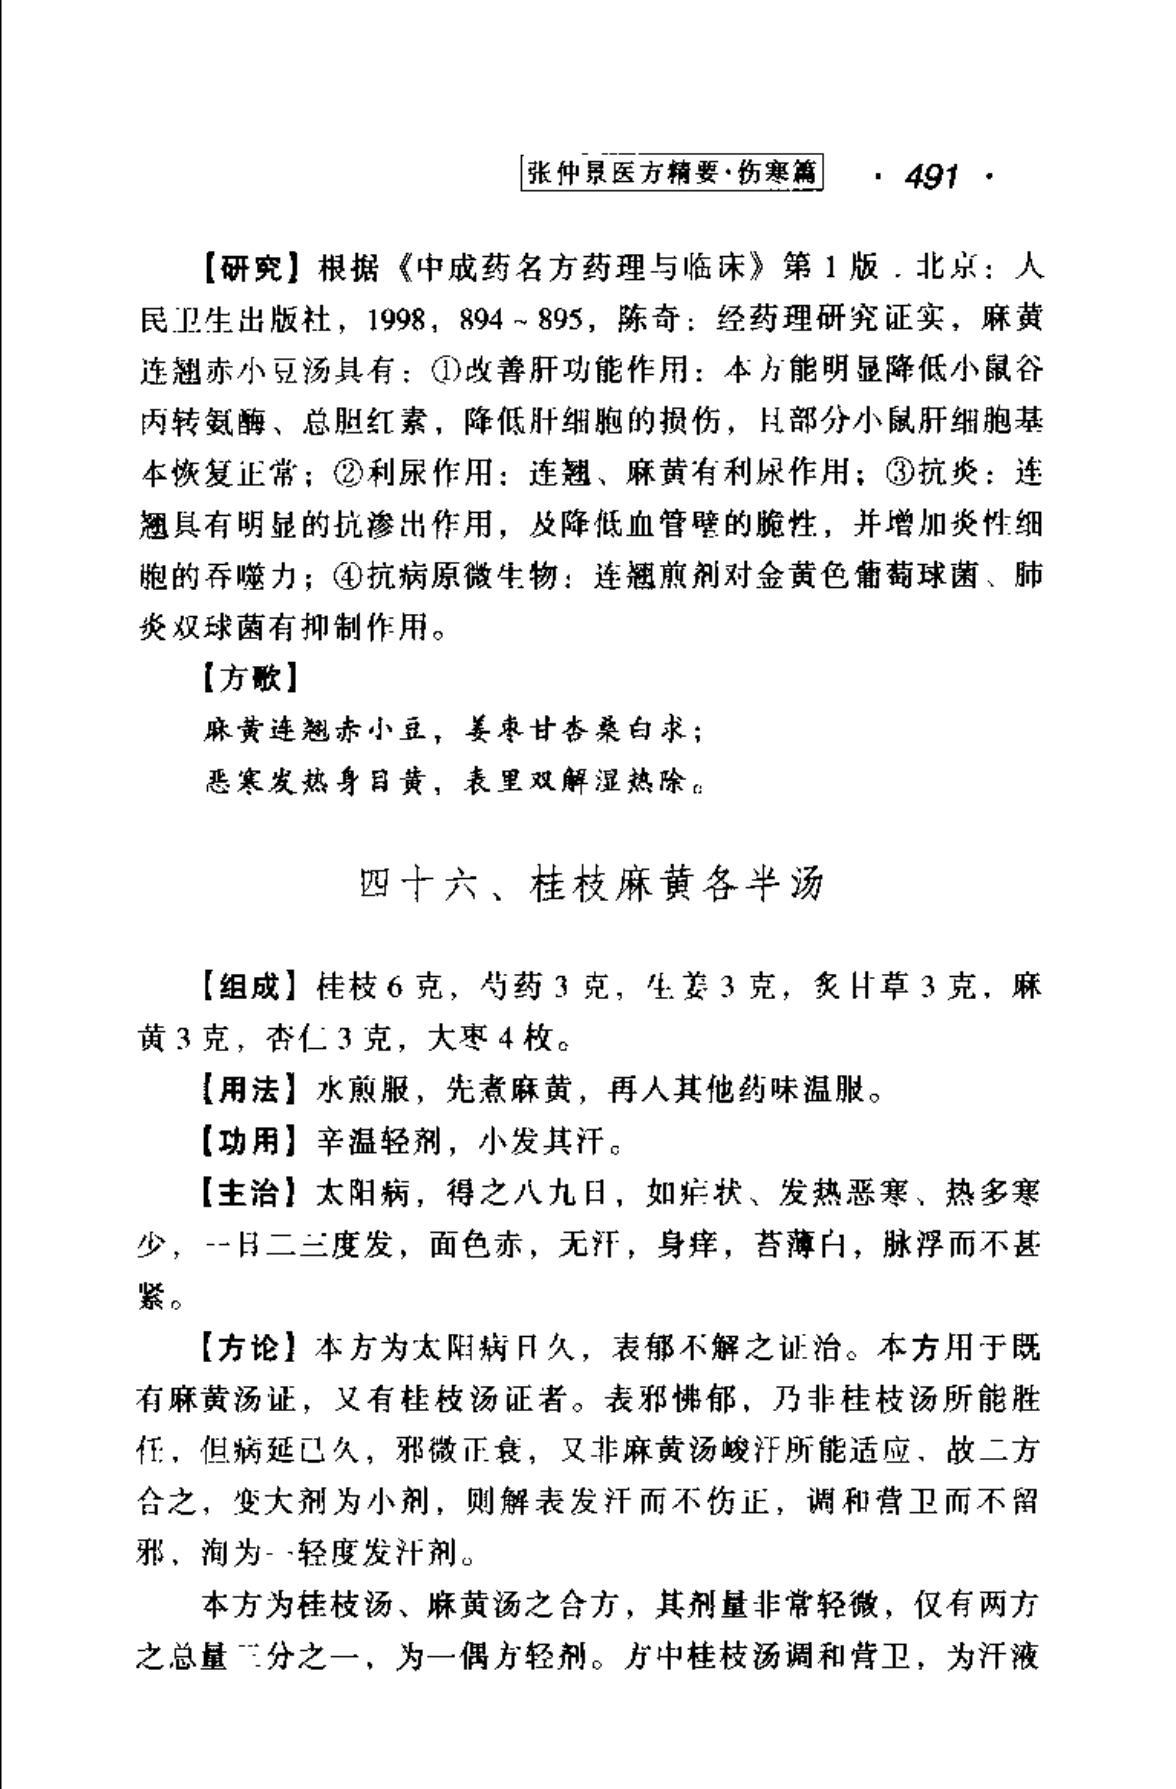 张仲景医方精要·伤寒篇 · 491 ·
【研究】根据《中成药名方药理与临床》第1版．北京：人
民卫生出版社，1998，894～895，陈奇：经药理研究证实，麻黄
连翘赤小豆汤具有：①改善肝功能作用：本方能明显降低小鼠谷
丙转氨酶、总胆红素，降低肝细胞的损伤，且部分小鼠肝细胞基
本恢复正常；②利尿作用：连翘、麻黄有利尿作用；③抗炎：连
翘具有明显的抗渗出作用，及降低血管壁的脆性，并增加炎性细
胞的吞噬力；④抗病原微生物：连翘煎剂对金黄色葡萄球菌、肺
炎双球菌有抑制作用。
【方歌】
麻黄连翘赤小豆，姜枣甘杏桑白求；
恶寒发热身目黄，表里双解湿热除。
四十六、桂枝麻黄各半汤
【组成】桂枝6克，芍药3克，生姜3克，炙甘草3克，麻
黄3克，杏仁3克，大枣4枚。
【用法】水煎服，先煮麻黄，再入其他药味温服。
【功用】辛温轻剂，小发其汗。
【主治】太阳病，得之八九日，如疟状、发热恶寒、热多寒
少，一日二三度发，面色赤，无汗，身痒，苔薄白，脉浮而不甚
紧。
【方论】本方为太阳病日久，表郁不解之证治。本方用于既
有麻黄汤证，又有桂枝汤证者。表邪怫郁，乃非桂枝汤所能胜
任，但病延已久，邪微正衰，又非麻黄汤峻汗所能适应，故二方
合之，变大剂为小剂，则解表发汗而不伤正，调和营卫而不留
邪，洵为一轻度发汗剂。
本方为桂枝汤、麻黄汤之合方，其剂量非常轻微，仅有两方
之总量三分之一，为一偶方轻剂。方中桂枝汤调和营卫，为汗液